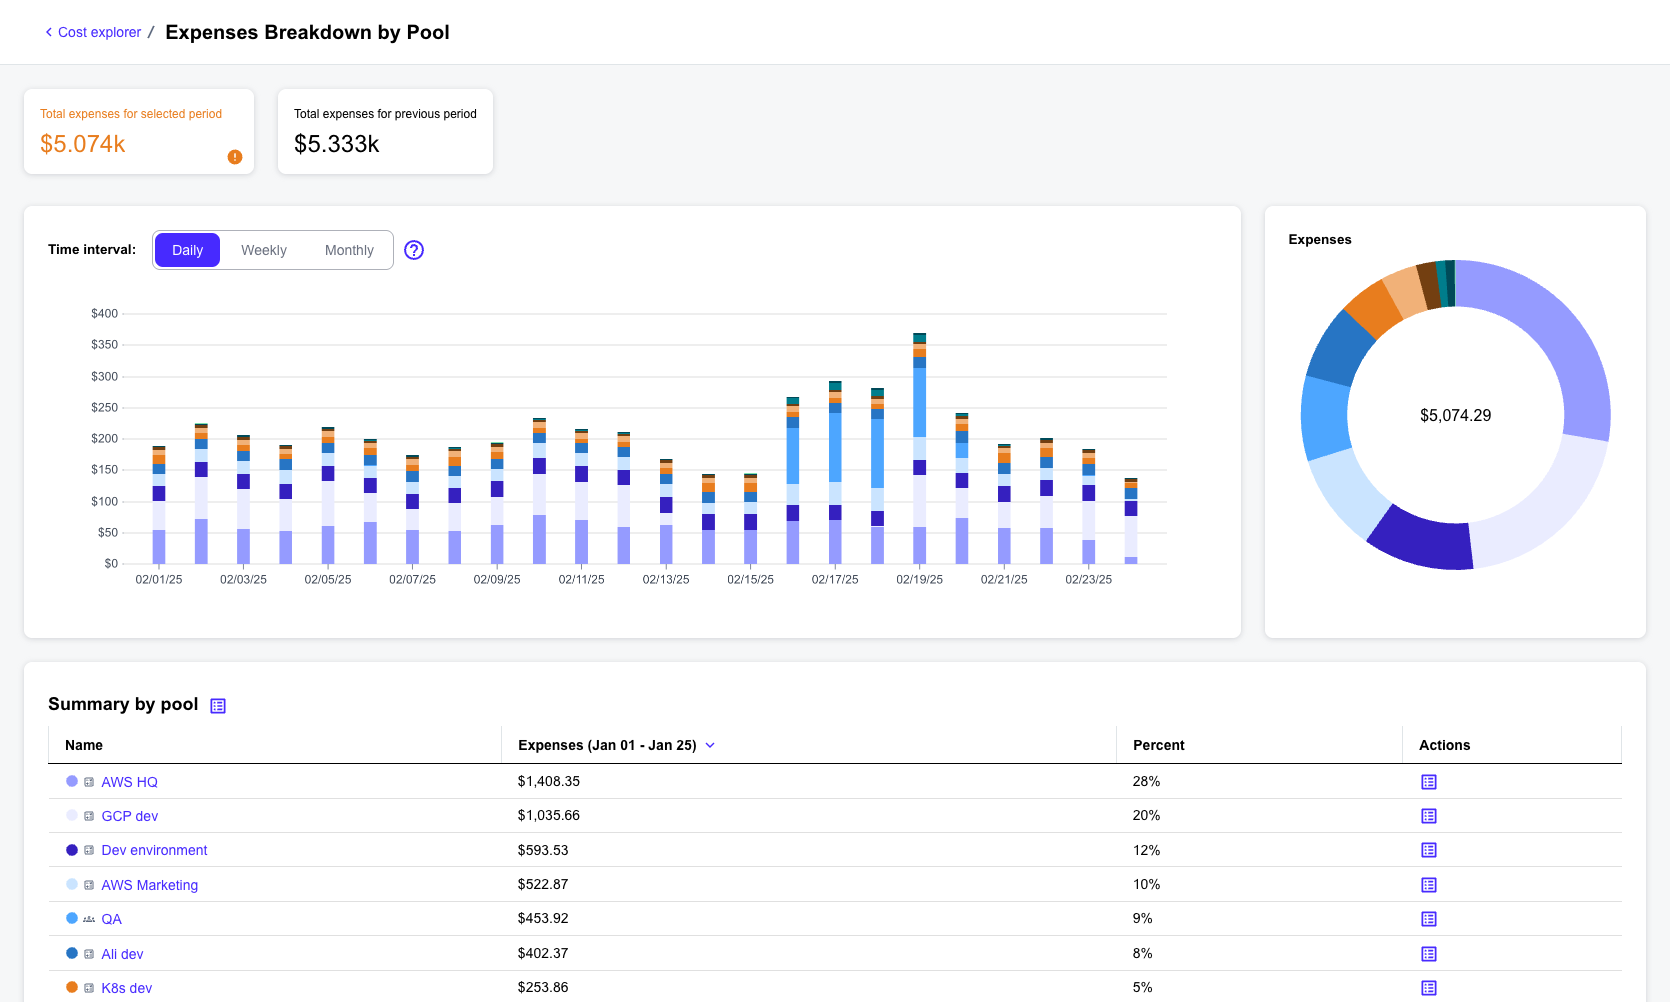 Cost explorer / Expenses Breakdown by Pool
Total expenses for selected period
$5.074k
Total expenses for previous period
$5.333k
Time interval: Daily Weekly Monthly
$400
$350
$300
$250
$200
$150
$100
$50
$0
02/01/25 02/03/25 02/05/25 02/07/25 02/09/25 02/11/25 02/13/25 02/15/25 02/17/25 02/19/25 02/21/25 02/23/25
Expenses
$5,074.29
Summary by pool
Name Expenses (Jan 01 - Jan 25) Percent Actions
AWS HQ $1,408.35 28%
GCP dev $1,035.66 20%
Dev environment $593.53 12%
AWS Marketing $522.87 10%
QA $453.92 9%
Ali dev $402.37 8%
K8s dev $253.86 5%